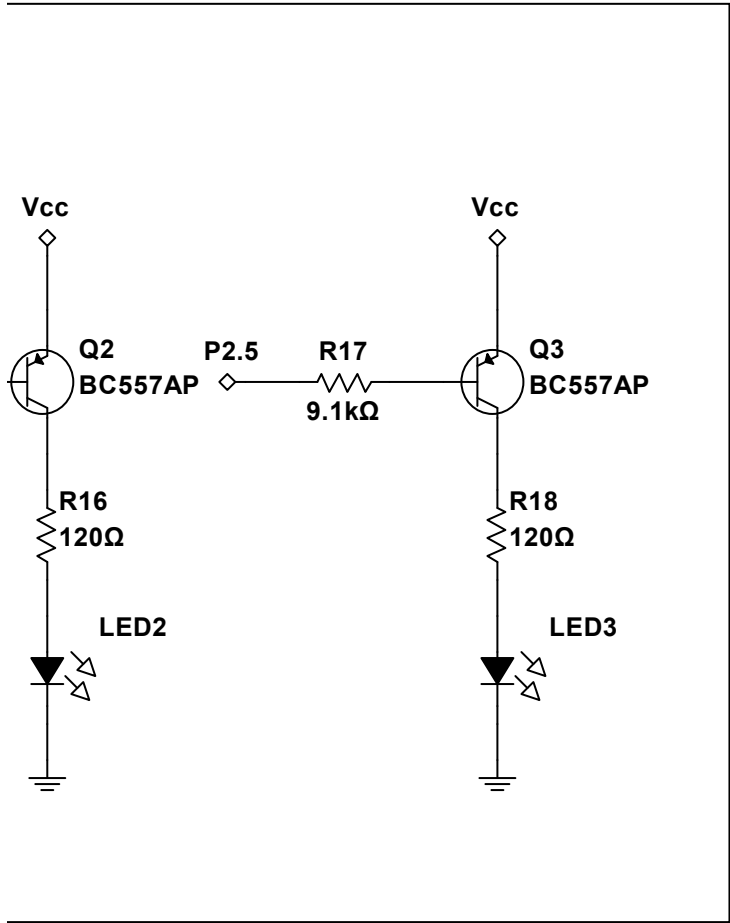 Vcc
Vcc
Q2
BC557AP
P2.5
R17
9.1kΩ
Q3
BC557AP
R16
120Ω
R18
120Ω
LED2
LED3